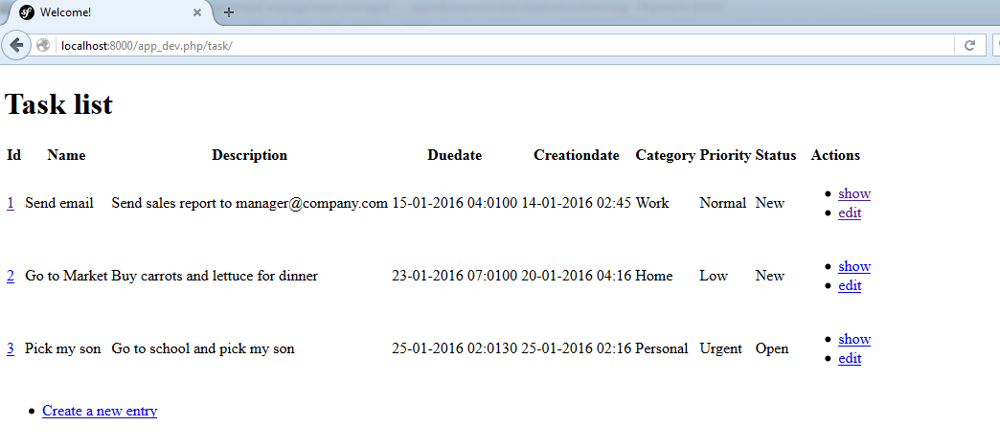 Welcome!
localhost:8000/app_dev.php/task/
Task list
Id Name Description Duedate Creationdate Category Priority Status Actions
1 Send email Send sales report to manager@company.com 15-01-2016 04:0100 14-01-2016 02:45 Work Normal New
show
edit
2 Go to Market Buy carrots and lettuce for dinner 23-01-2016 07:0100 20-01-2016 04:16 Home Low New
show
edit
3 Pick my son Go to school and pick my son 25-01-2016 02:0130 25-01-2016 02:16 Personal Urgent Open
show
edit
Create a new entry